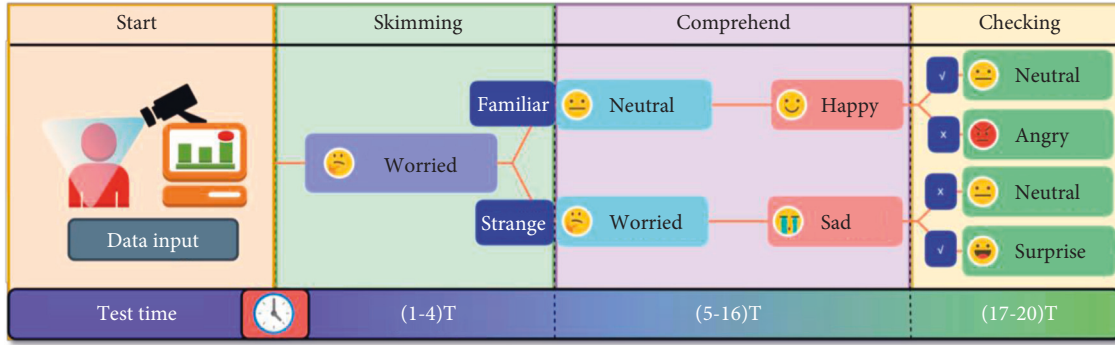 Start
Skimming
Comprehend
Checking
Data input
Worried
Familiar
Strange
Neutral
Happy
Worried
Sad
√
Neutral
x
Angry
x
Neutral
√
Surprise
Test time
(1-4)T
(5-16)T
(17-20)T